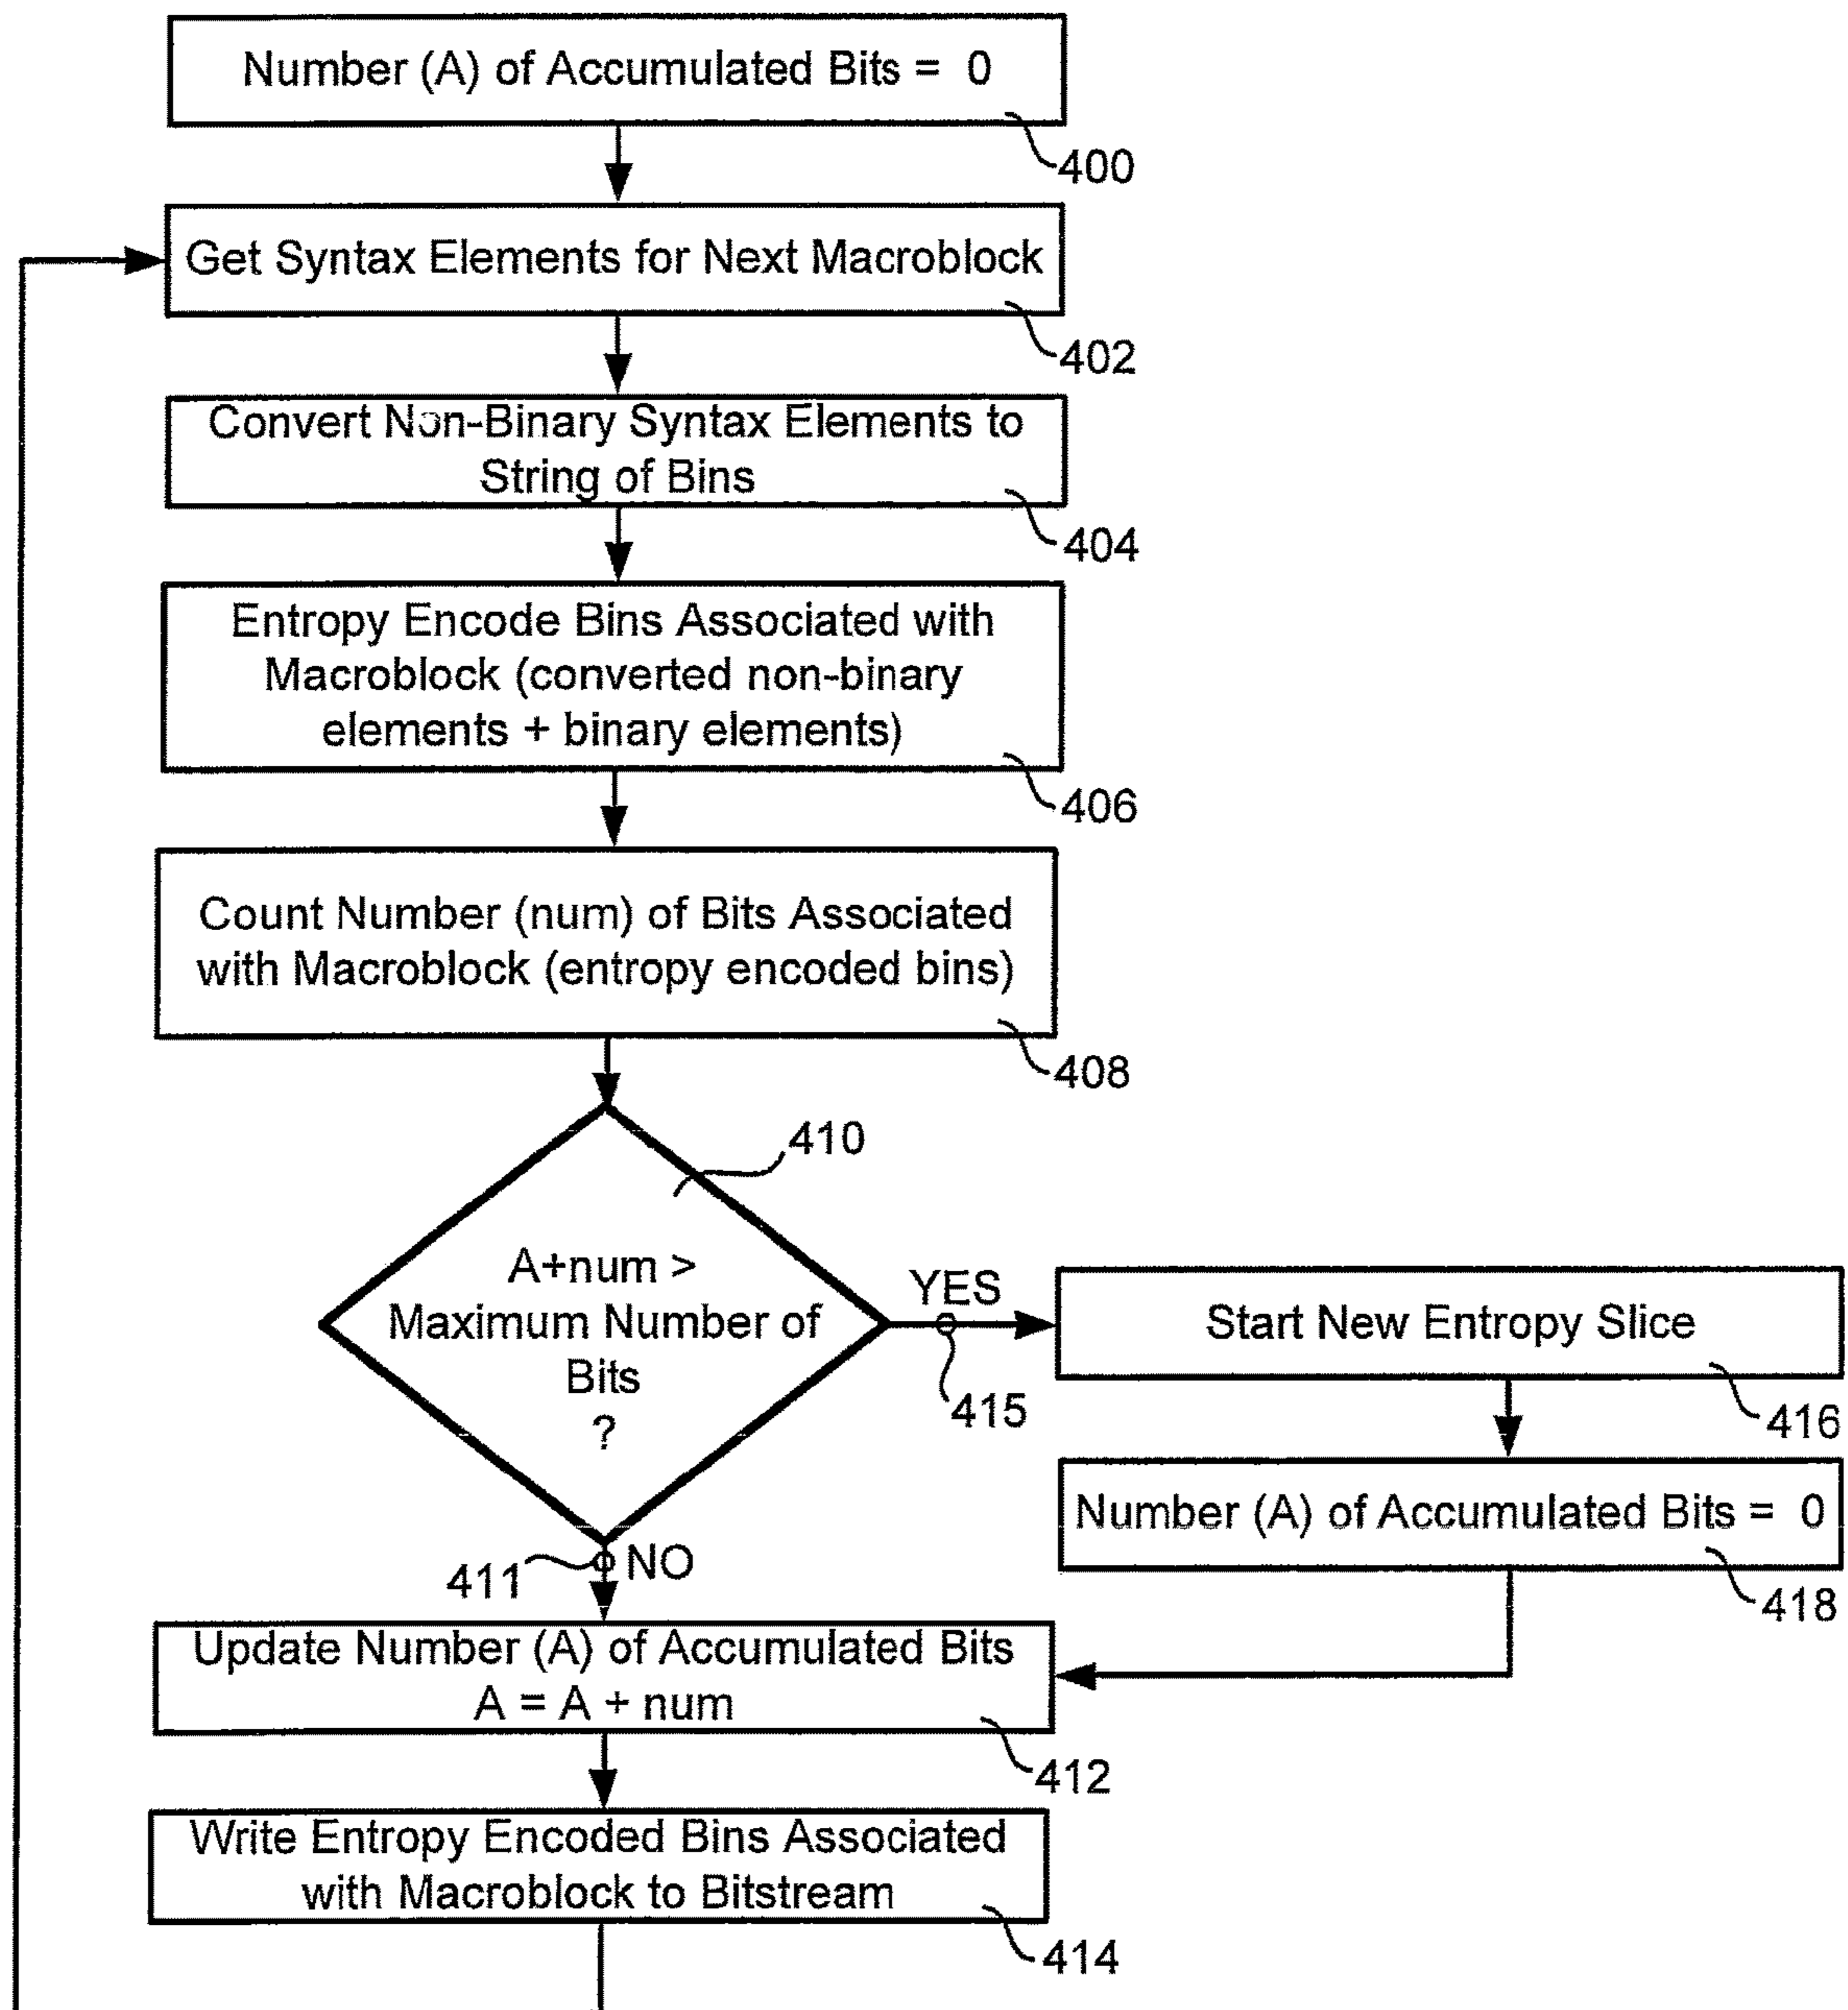 Number (A) of Accumulated Bits = 0
400
Get Syntax Elements for Next Macroblock
402
Convert Non-Binary Syntax Elements to
String of Bins
404
Entropy Encode Bins Associated with
Macroblock (converted non-binary
elements + binary elements)
406
Count Number (num) of Bits Associated
with Macroblock (entropy encoded bins)
408
410
A+num >
Maximum Number of
Bits
?
YES
415
Start New Entropy Slice
416
Number (A) of Accumulated Bits = 0
418
411
NO
Update Number (A) of Accumulated Bits
A = A + num
412
Write Entropy Encoded Bins Associated
with Macroblock to Bitstream
414